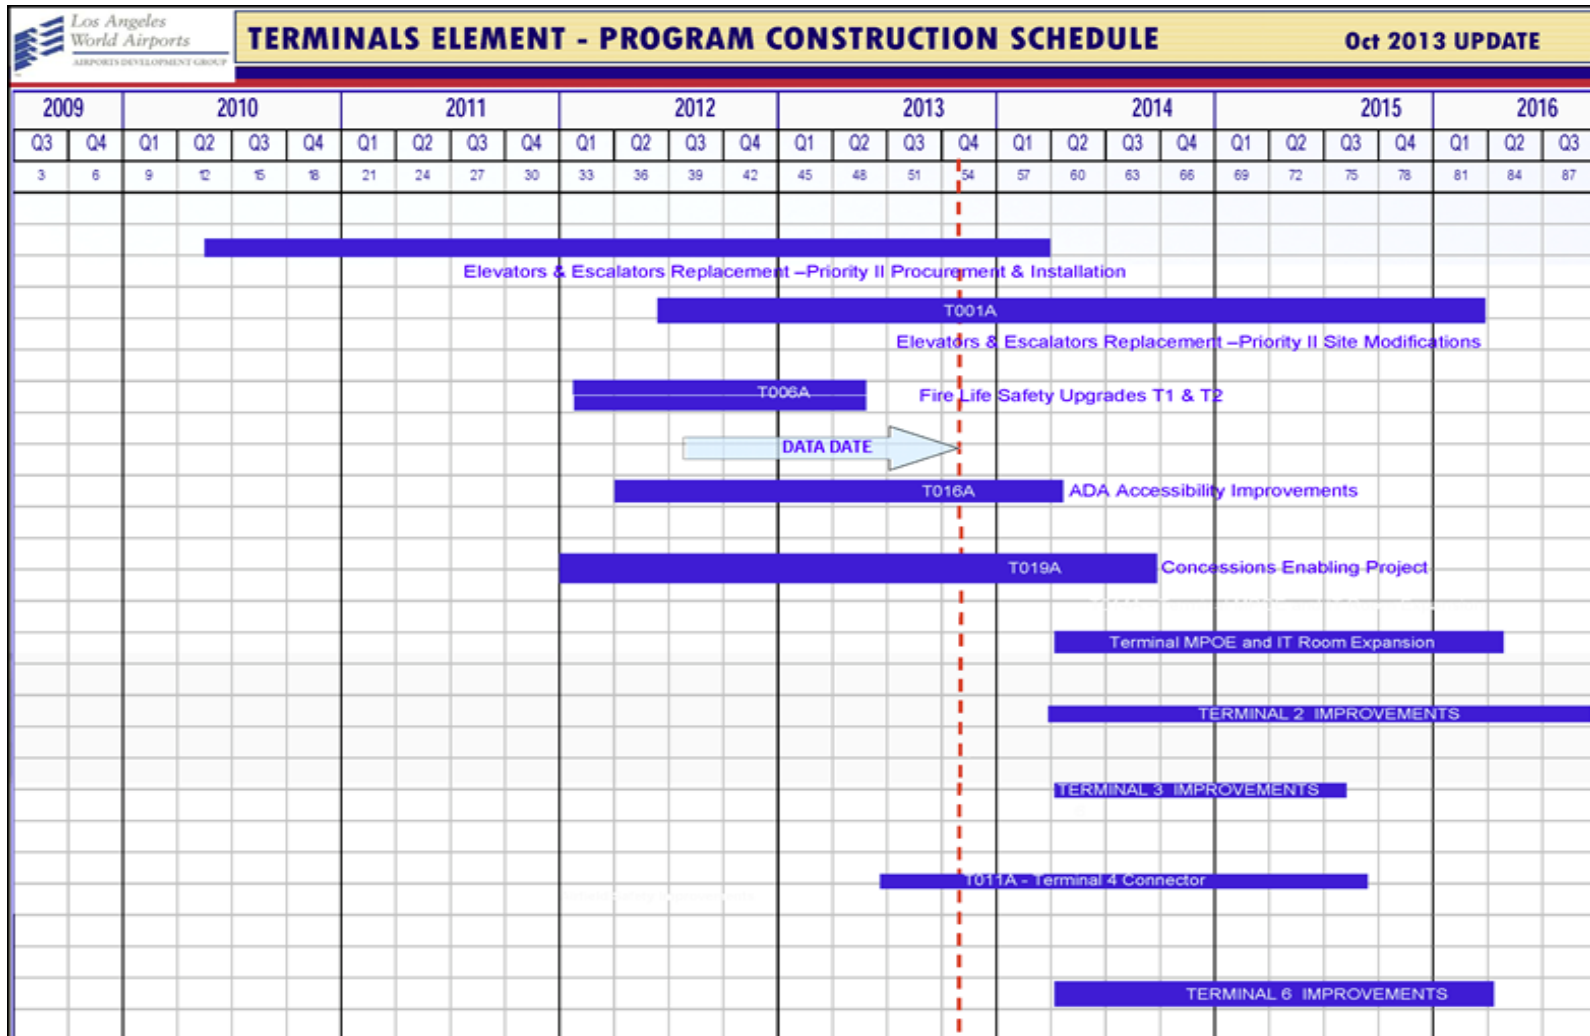 Los Angeles
World Airports
AIRPORTS DEVELOPMENT GROUP
TERMINALS ELEMENT - PROGRAM CONSTRUCTION SCHEDULE
Oct 2013 UPDATE
2009 2010 2011 2012 2013 2014 2015 2016
Q3 Q4 Q1 Q2 Q3 Q4 Q1 Q2 Q3 Q4 Q1 Q2 Q3 Q4 Q1 Q2 Q3 Q4 Q1 Q2 Q3 Q4 Q1 Q2 Q3 Q4 Q1 Q2 Q3
3 6 9 12 15 18 21 24 27 30 33 36 39 42 45 48 51 54 57 60 63 66 69 72 75 78 81 84 87
Elevators & Escalators Replacement –Priority II Procurement & Installation
T001A
Elevators & Escalators Replacement –Priority II Site Modifications
T006A Fire Life Safety Upgrades T1 & T2
DATA DATE
T016A ADA Accessibility Improvements
T019A Concessions Enabling Project
Terminal MPOE and IT Room Expansion
TERMINAL 2 IMPROVEMENTS
TERMINAL 3 IMPROVEMENTS
T011A - Terminal 4 Connector
TERMINAL 6 IMPROVEMENTS